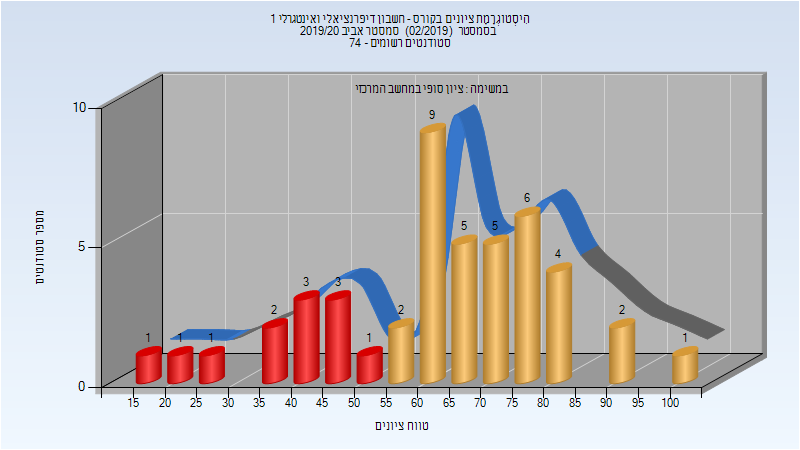 היסטוגרמת ציונים בקורס - חשבון דיפרנציאלי ואינטגרלי 1
בסמסטר (02/2019) סמסטר אביב 2019/20
סטודנטים רשומים - 74
במשימה : ציון סופי במחשב המרכזי
10
5
0
מספר סטודנטים
1 1 1 2 3 3 1 2 9 5 5 6 4 2 1
15 20 25 30 35 40 45 50 55 60 65 70 75 80 85 90 95 100
טווח ציונים